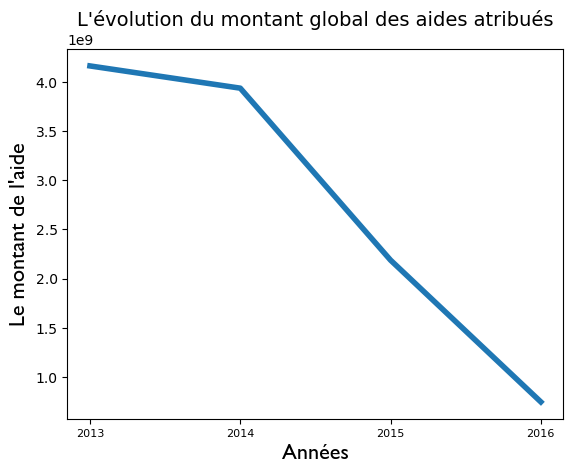 L'évolution du montant global des aides atribués
1e9
4.0
3.5
3.0
2.5
2.0
1.5
1.0
Le montant de l'aide
2013 2014 2015 2016
Années